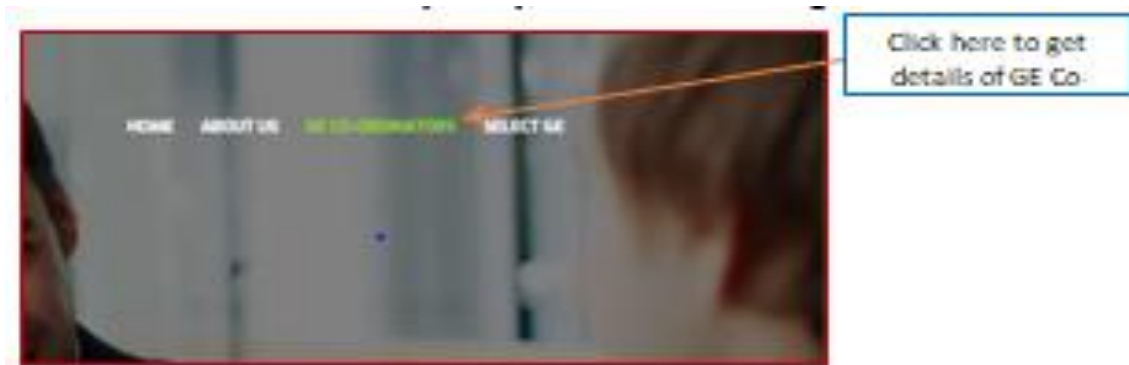 HOME ABOUT US GE CO-ORDINATORS SELECT GE
Click here to get
details of GE Co-